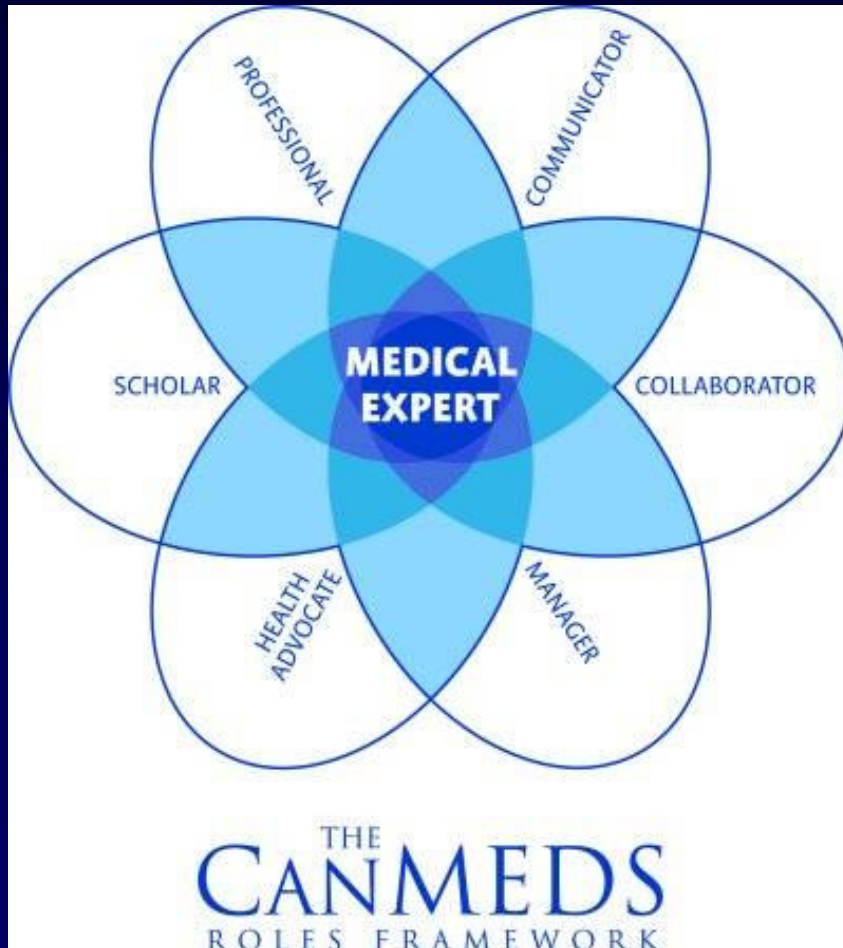 PROFESSIONAL
COMMUNICATOR
SCHOLAR
MEDICAL
EXPERT
COLLABORATOR
HEALTH
ADVOCATE
MANAGER
THE
CANMEDS
ROLES FRAMEWORK